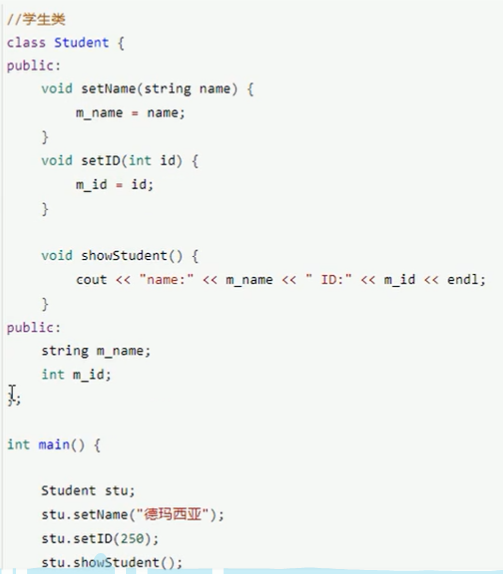 //学生类
class Student {
public:
    void setName(string name) {
        m_name = name;
    }
    void setID(int id) {
        m_id = id;
    }

    void showStudent() {
        cout << "name:" << m_name << " ID:" << m_id << endl;
    }
public:
    string m_name;
    int m_id;
};

int main() {

    Student stu;
    stu.setName("德玛西亚");
    stu.setID(250);
    stu.showStudent();